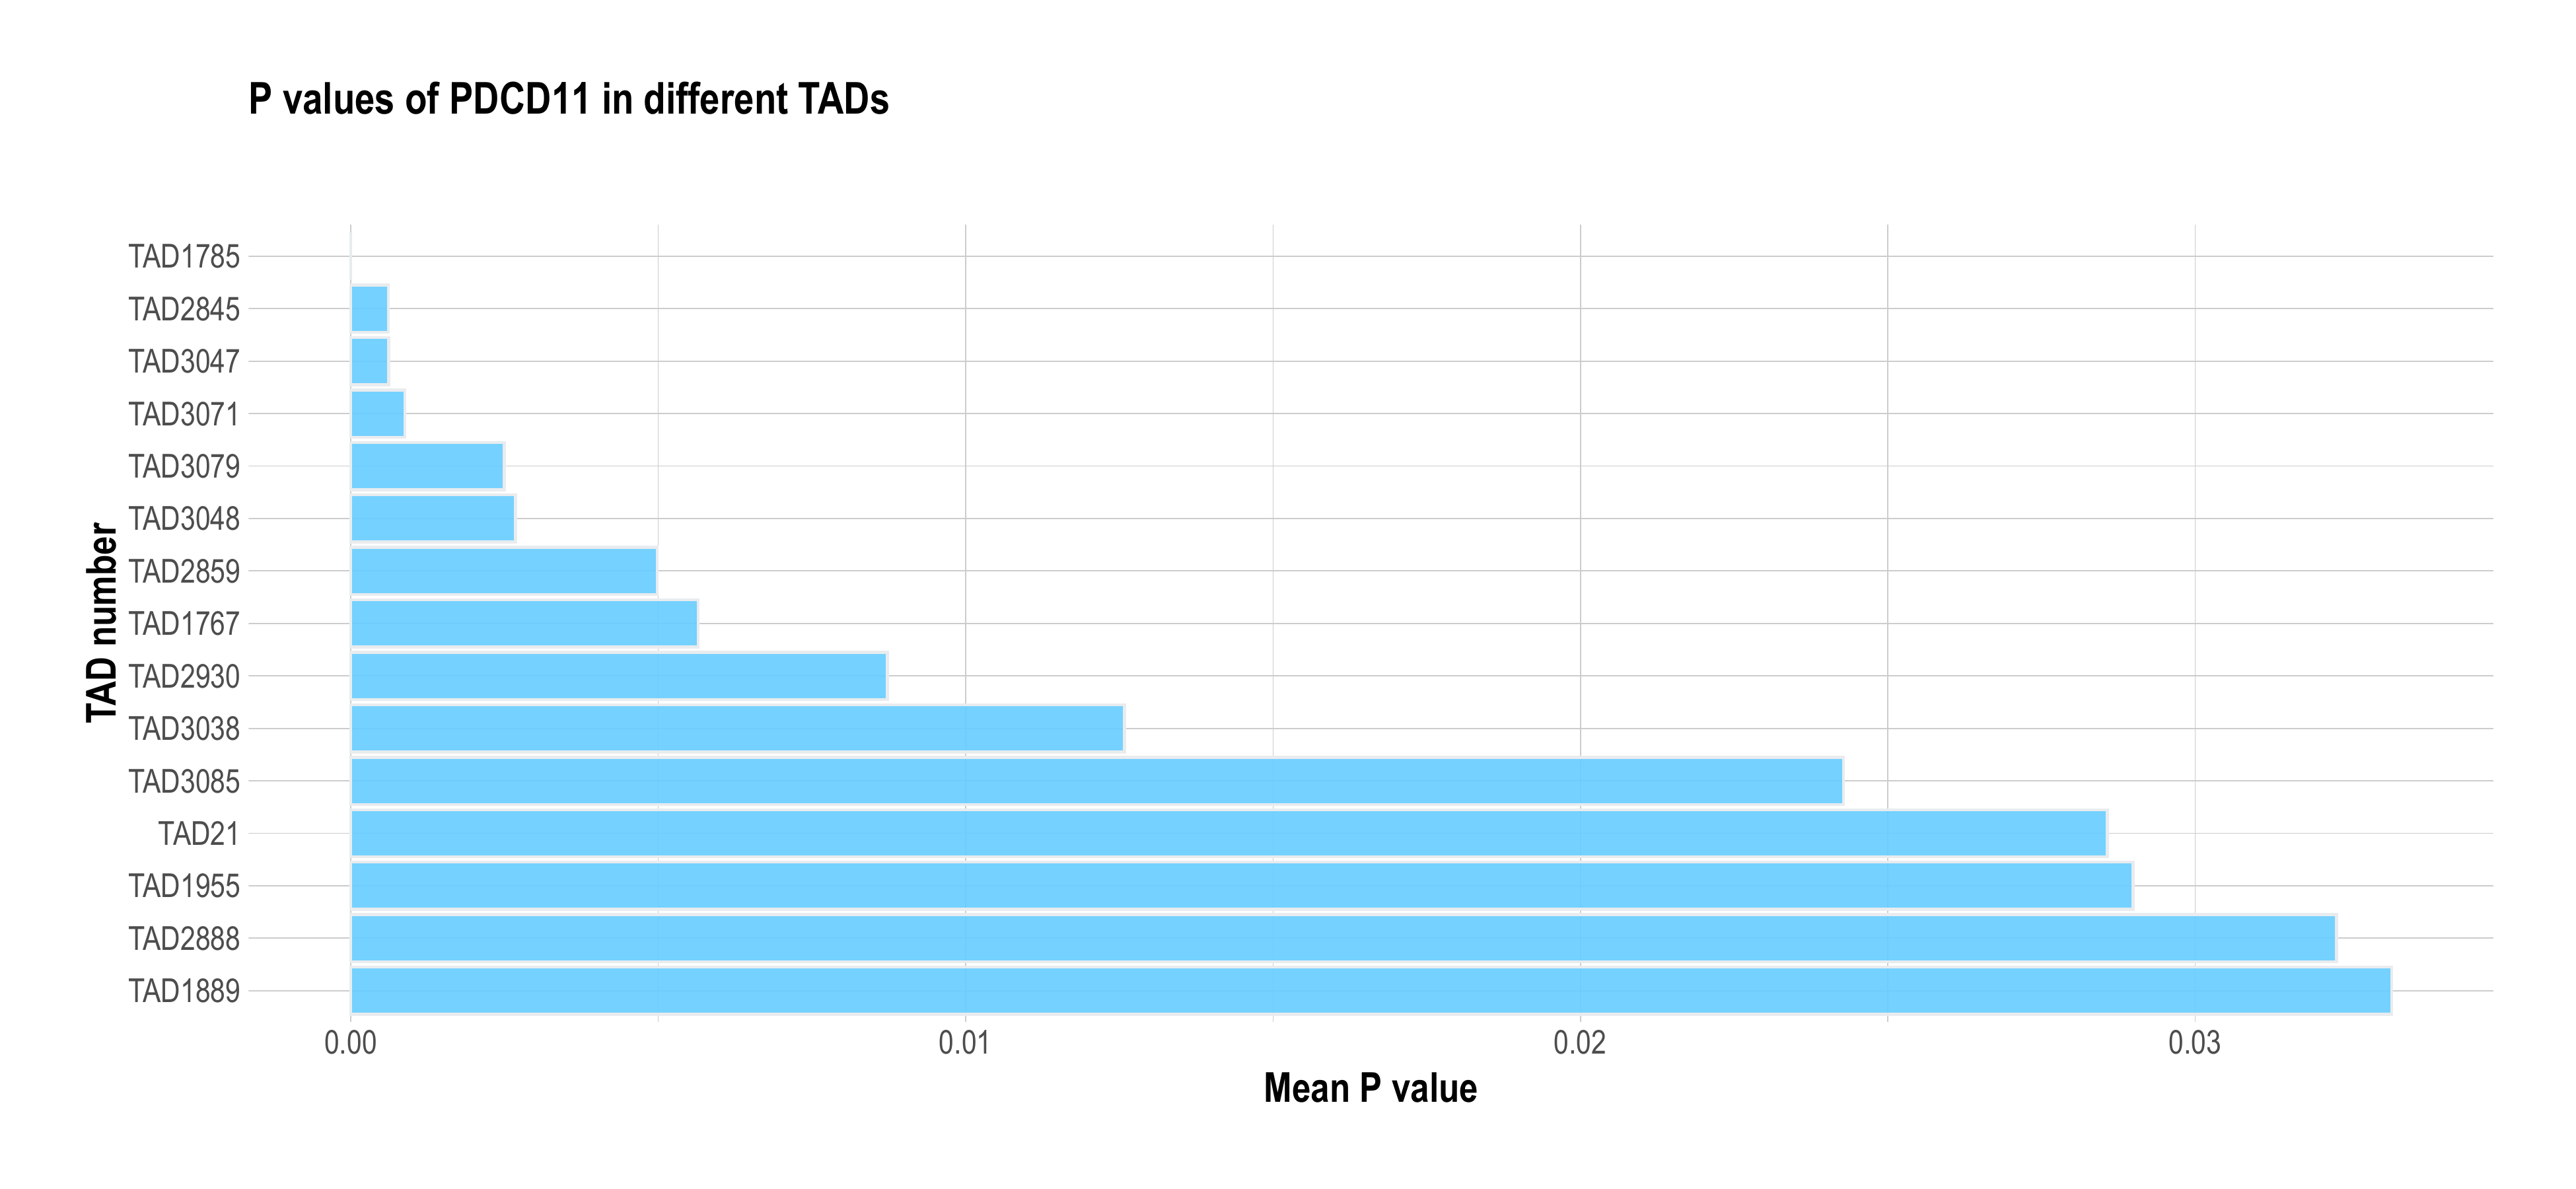 P values of PDCD11 in different TADs
TAD number
TAD1785
TAD2845
TAD3047
TAD3071
TAD3079
TAD3048
TAD2859
TAD1767
TAD2930
TAD3038
TAD3085
TAD21
TAD1955
TAD2888
TAD1889
0.00 0.01 0.02 0.03
Mean P value